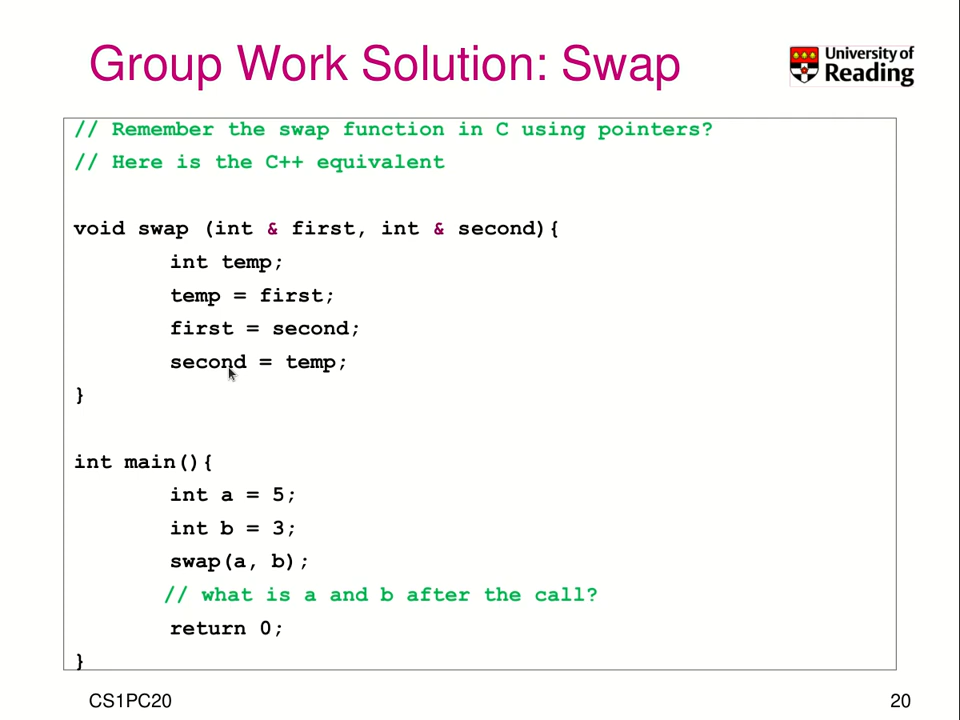 Group Work Solution: Swap
University of
Reading
// Remember the swap function in C using pointers?
// Here is the C++ equivalent
void swap (int & first, int & second){
int temp;
temp = first;
first = second;
second = temp;
}
int main(){
int a = 5;
int b = 3;
swap(a, b);
// what is a and b after the call?
return 0;
}
CS1PC20
20